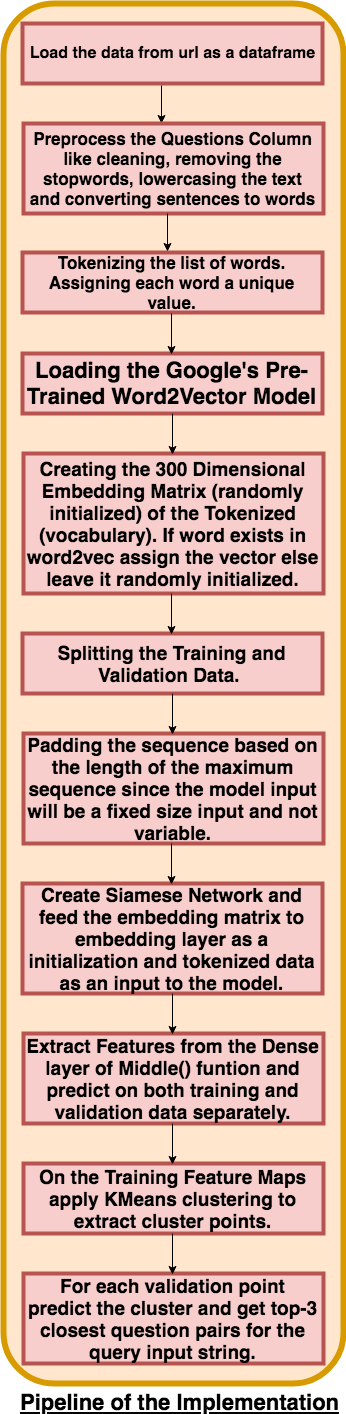 Load the data from url as a dataframe
Preprocess the Questions Column
like cleaning, removing the
stopwords, lowercasing the text
and converting sentences to words
Tokenizing the list of words.
Assigning each word a unique
value.
Loading the Google's Pre-
Trained Word2Vector Model
Creating the 300 Dimensional
Embedding Matrix (randomly
initialized) of the Tokenized
(vocabulary). If word exists in
word2vec assign the vector else
leave it randomly initialized.
Splitting the Training and
Validation Data.
Padding the sequence based on
the length of the maximum
sequence since the model input
will be a fixed size input and not
variable.
Create Siamese Network and
feed the embedding matrix to
embedding layer as a
initialization and tokenized data
as an input to the model.
Extract Features from the Dense
layer of Middle() funtion and
predict on both training and
validation data separately.
On the Training Feature Maps
apply KMeans clustering to
extract cluster points.
For each validation point
predict the cluster and get top-3
closest question pairs for the
query input string.
Pipeline of the Implementation